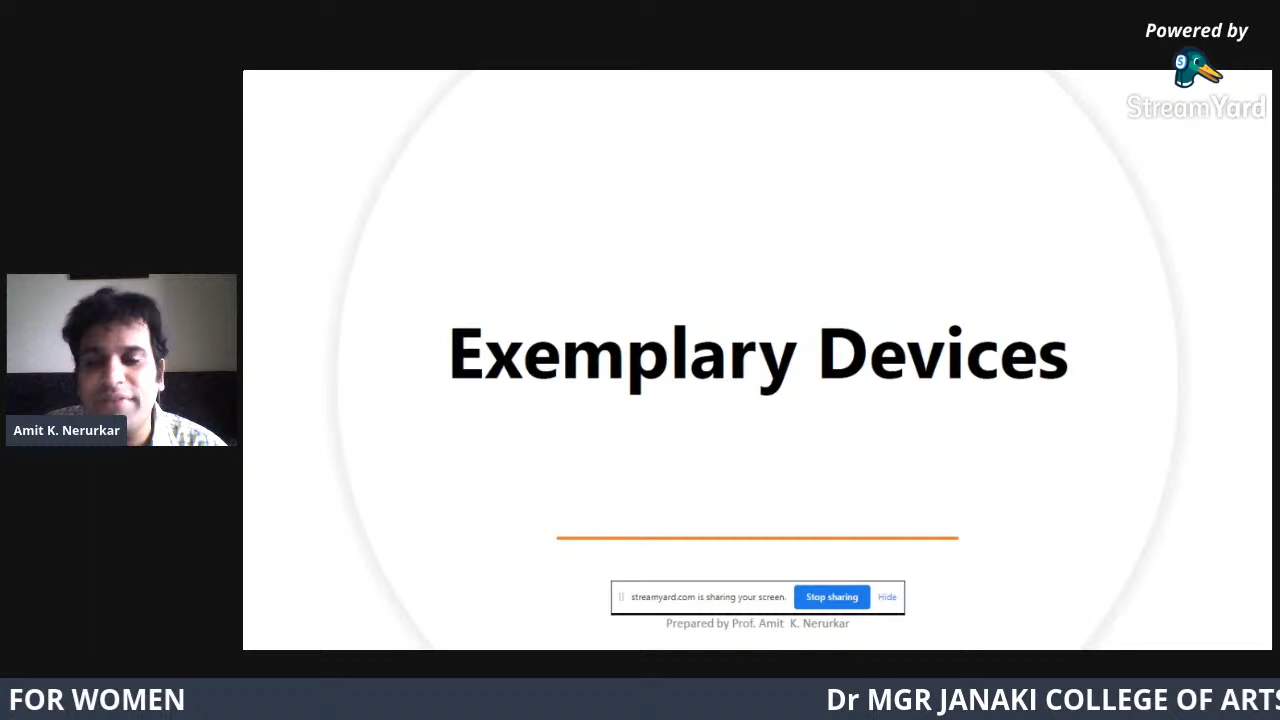 Powered by
StreamYard
Exemplary Devices
Amit K. Nerurkar
streamyard.com is sharing your screen. Stop sharing Hide
Prepared by Prof. Amit K. Nerurkar
FOR WOMEN Dr MGR JANAKI COLLEGE OF ARTS